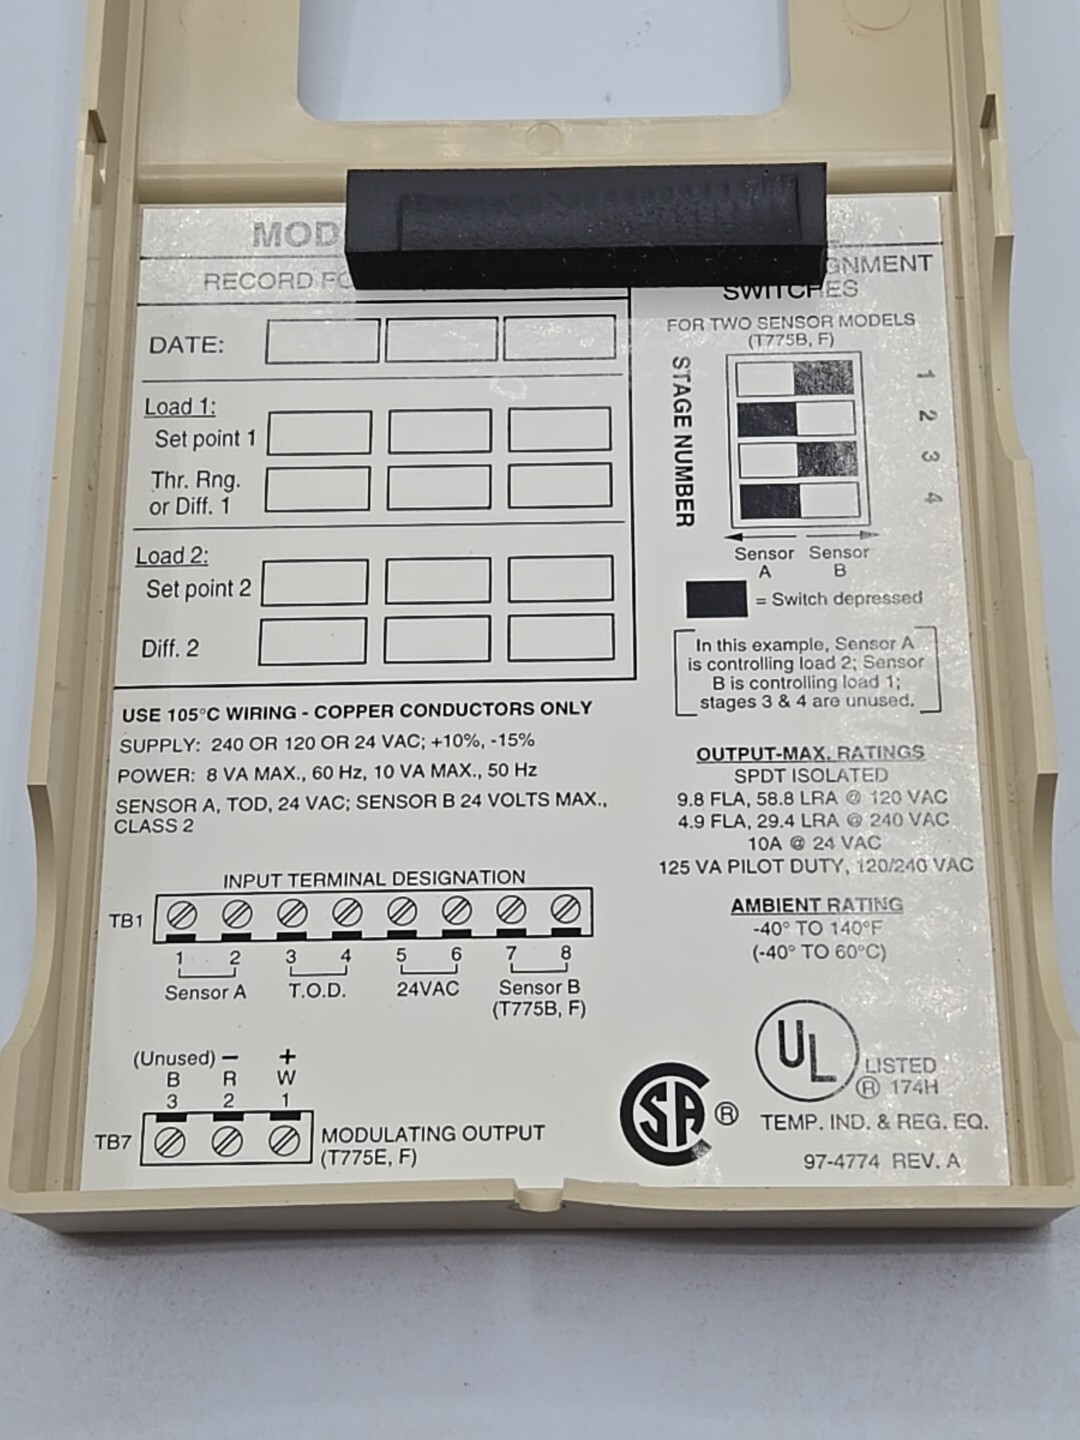 MOD
RECORD FO
DATE:
Load 1:
Set point 1
Thr. Rng.
or Diff. 1
Load 2:
Set point 2
Diff. 2
GNMENT
SWITCHES
FOR TWO SENSOR MODELS
(T775B, F)
STAGE NUMBER
1
2
3
4
Sensor A
Sensor B
= Switch depressed
In this example, Sensor A
is controlling load 2; Sensor
B is controlling load 1;
stages 3 & 4 are unused.
USE 105°C WIRING - COPPER CONDUCTORS ONLY
SUPPLY: 240 OR 120 OR 24 VAC; +10%, -15%
POWER: 8 VA MAX., 60 Hz, 10 VA MAX., 50 Hz
SENSOR A, TOD, 24 VAC; SENSOR B 24 VOLTS MAX.,
CLASS 2
OUTPUT-MAX. RATINGS
SPDT ISOLATED
9.8 FLA, 58.8 LRA @ 120 VAC
4.9 FLA, 29.4 LRA @ 240 VAC
10A @ 24 VAC
125 VA PILOT DUTY, 120/240 VAC
AMBIENT RATING
-40° TO 140°F
(-40° TO 60°C)
INPUT TERMINAL DESIGNATION
TB1
1 2 3 4 5 6 7 8
Sensor A T.O.D. 24VAC Sensor B
(T775B, F)
(Unused) − +
B R W
3 2 1
TB7
MODULATING OUTPUT
(T775E, F)
SA ®
UL
LISTED
® 174H
TEMP. IND. & REG. EQ.
97-4774 REV. A